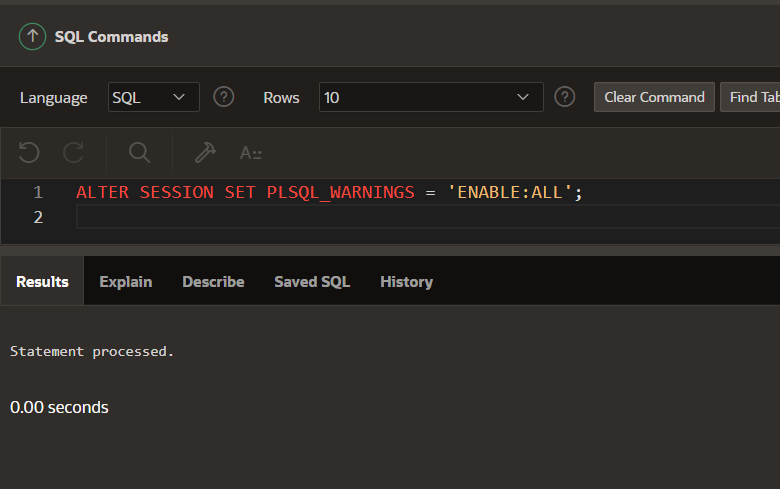 SQL Commands
Language SQL Rows 10 Clear Command Find Tab
A::
1 ALTER SESSION SET PLSQL_WARNINGS = 'ENABLE:ALL';
2
Results Explain Describe Saved SQL History
Statement processed.
0.00 seconds